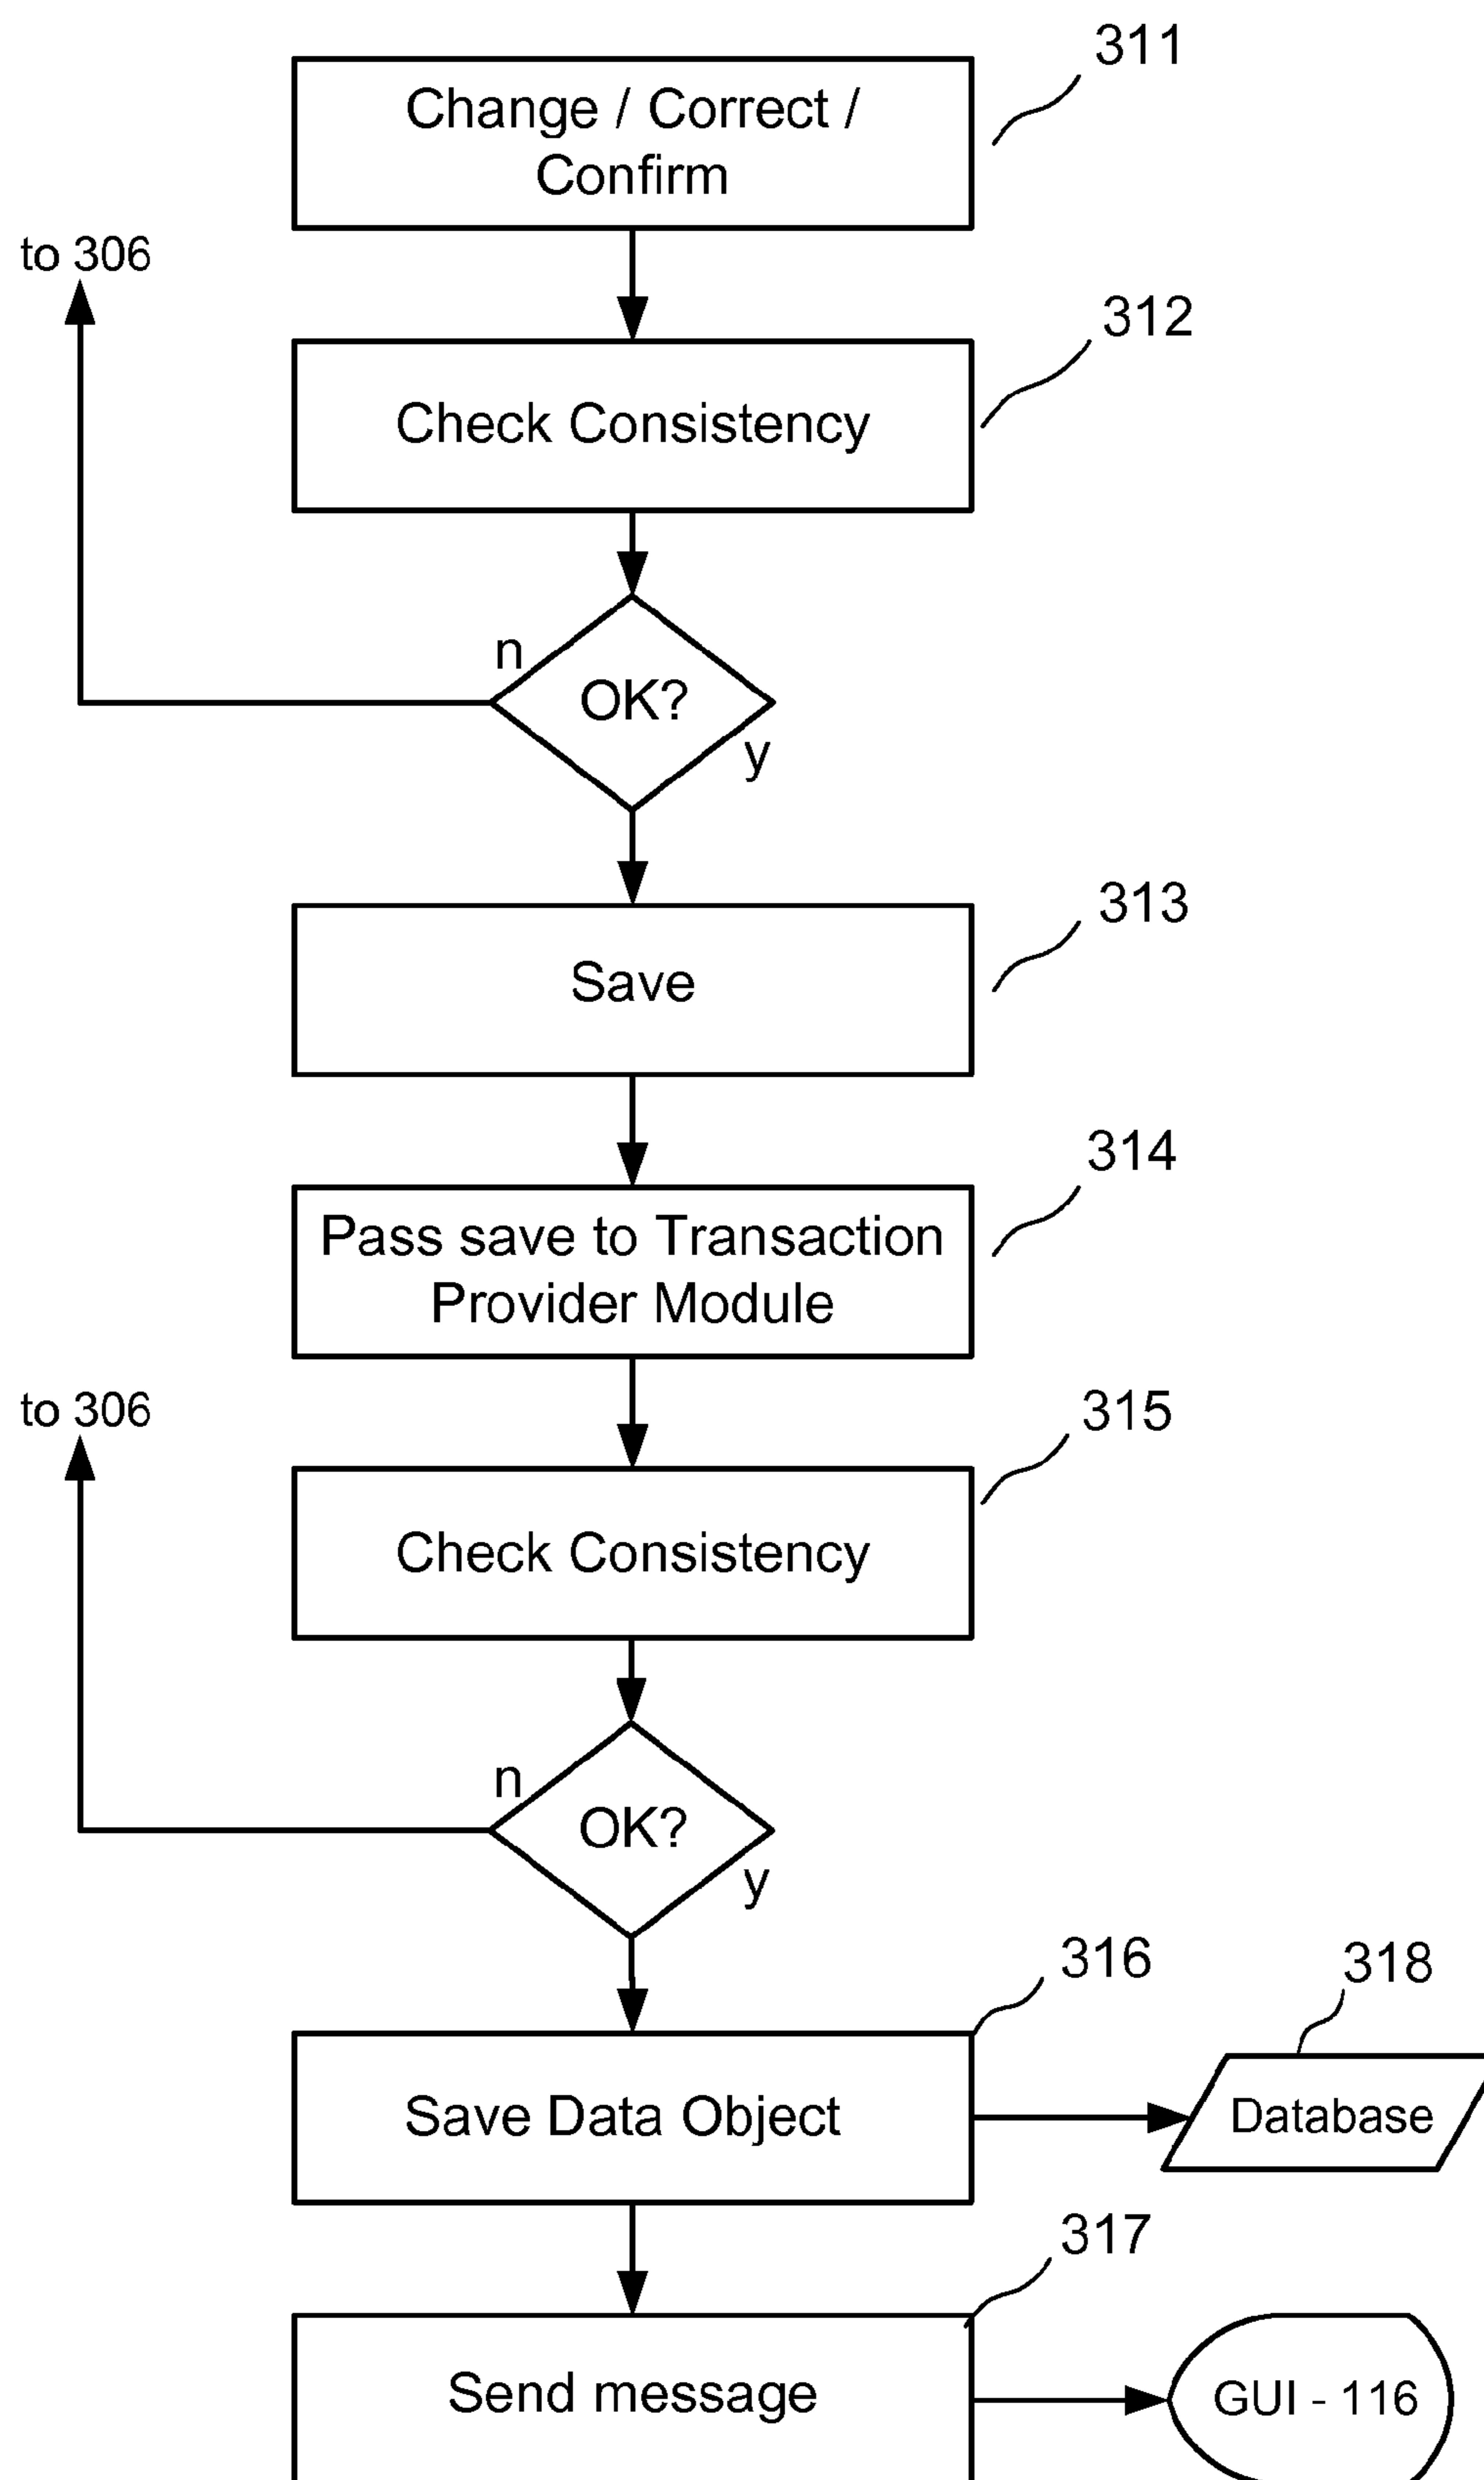 311
Change / Correct /
Confirm
to 306
312
Check Consistency
n
OK?
y
313
Save
314
Pass save to Transaction
Provider Module
to 306
315
Check Consistency
n
OK?
y
316
318
Save Data Object
Database
317
Send message
GUI - 116